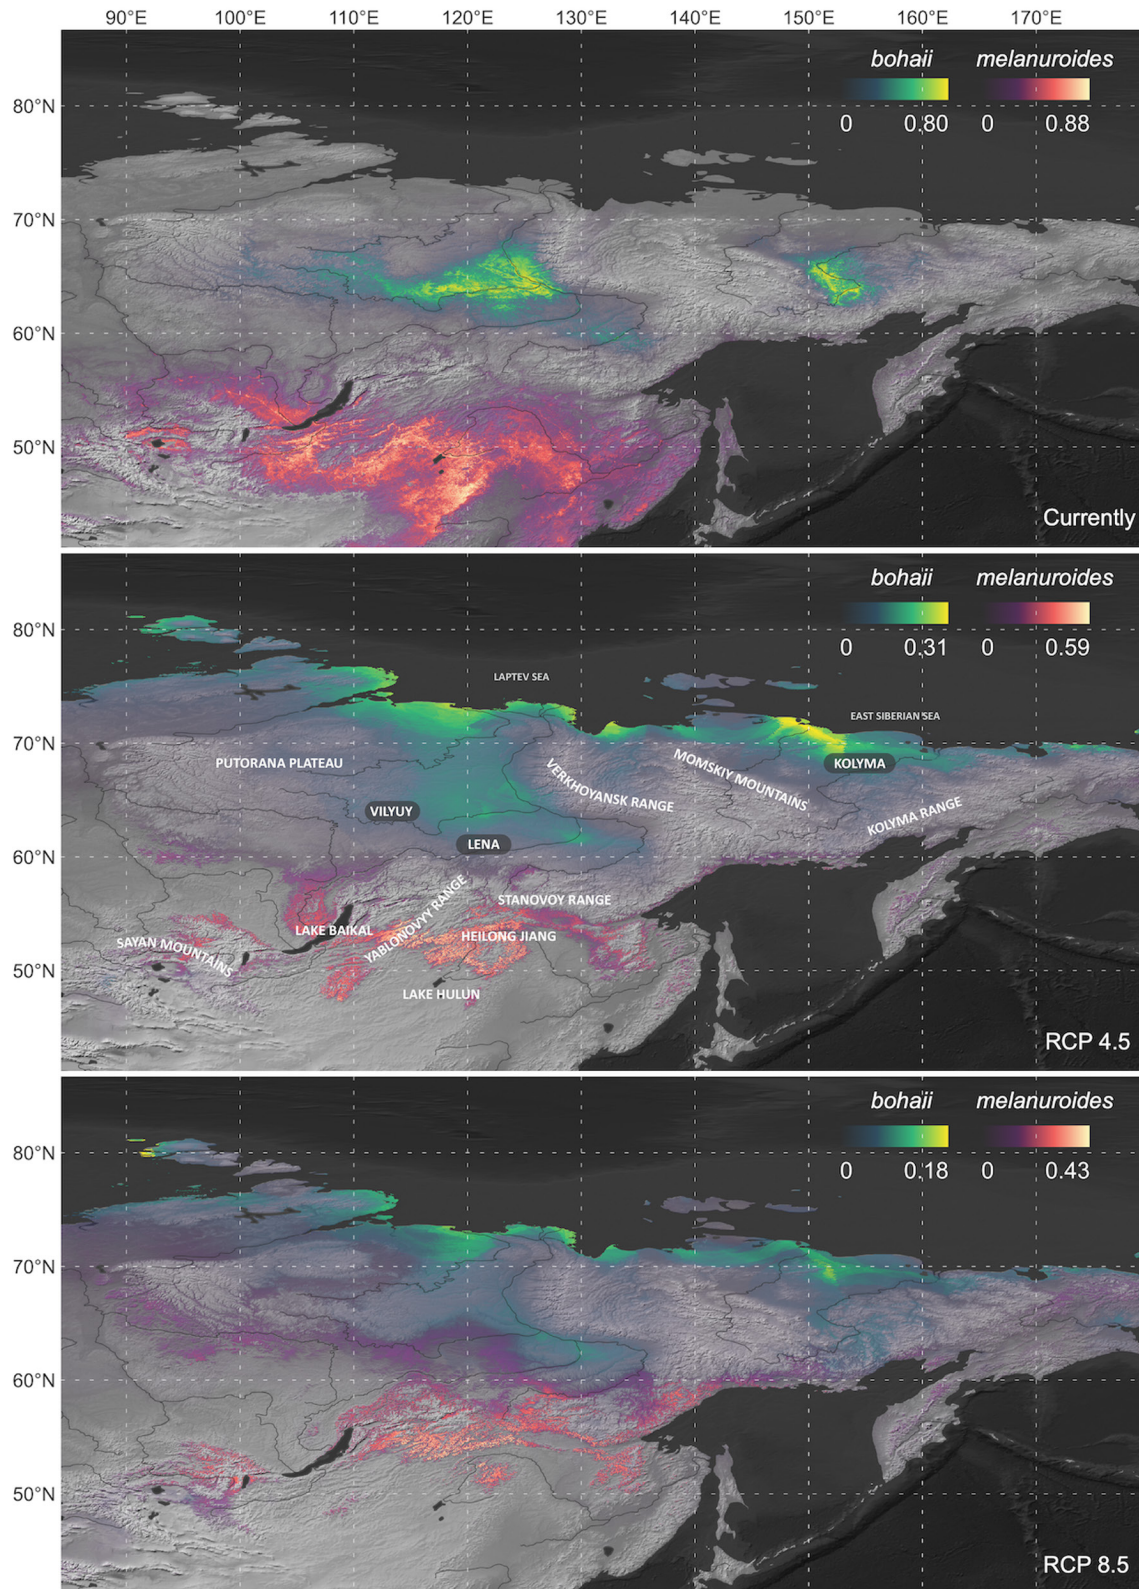 90°E 100°E 110°E 120°E 130°E 140°E 150°E 160°E 170°E
bohaii melanuroides
0 0.80 0 0.88
80°N
70°N
60°N
50°N
Currently
bohaii melanuroides
0 0.31 0 0.59
80°N
LAPTEV SEA
EAST SIBERIAN SEA
70°N
PUTORANA PLATEAU
VERKHOYANSK RANGE
MOMSKIY MOUNTAINS
KOLYMA
VILYUY
KOLYMA RANGE
LENA
60°N
STANOVOY RANGE
YABLONOVYY RANGE
LAKE BAIKAL
HEILONG JIANG
SAYAN MOUNTAINS
50°N
LAKE HULUN
RCP 4.5
bohaii melanuroides
0 0.18 0 0.43
80°N
70°N
60°N
50°N
RCP 8.5